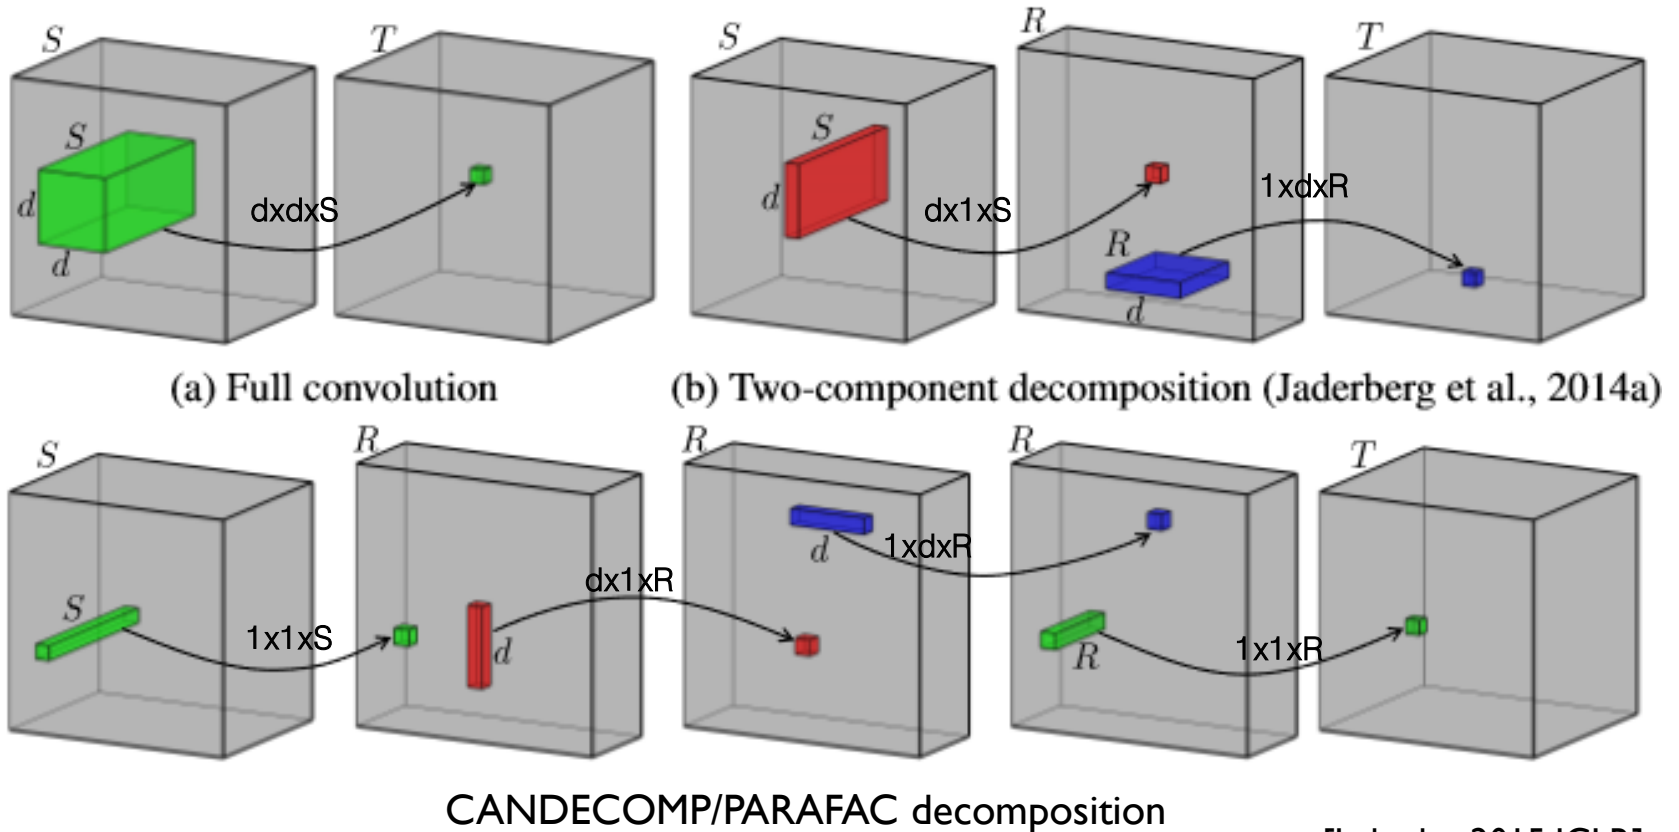 S T S R T
S
d
d
dxdxS
S
d
dx1xS
R
d
1xdxR
(a) Full convolution
(b) Two-component decomposition (Jaderberg et al., 2014a)
S R R R T
S
1x1xS
d
dx1xR
d
1xdxR
R
1x1xR
CANDECOMP/PARAFAC decomposition